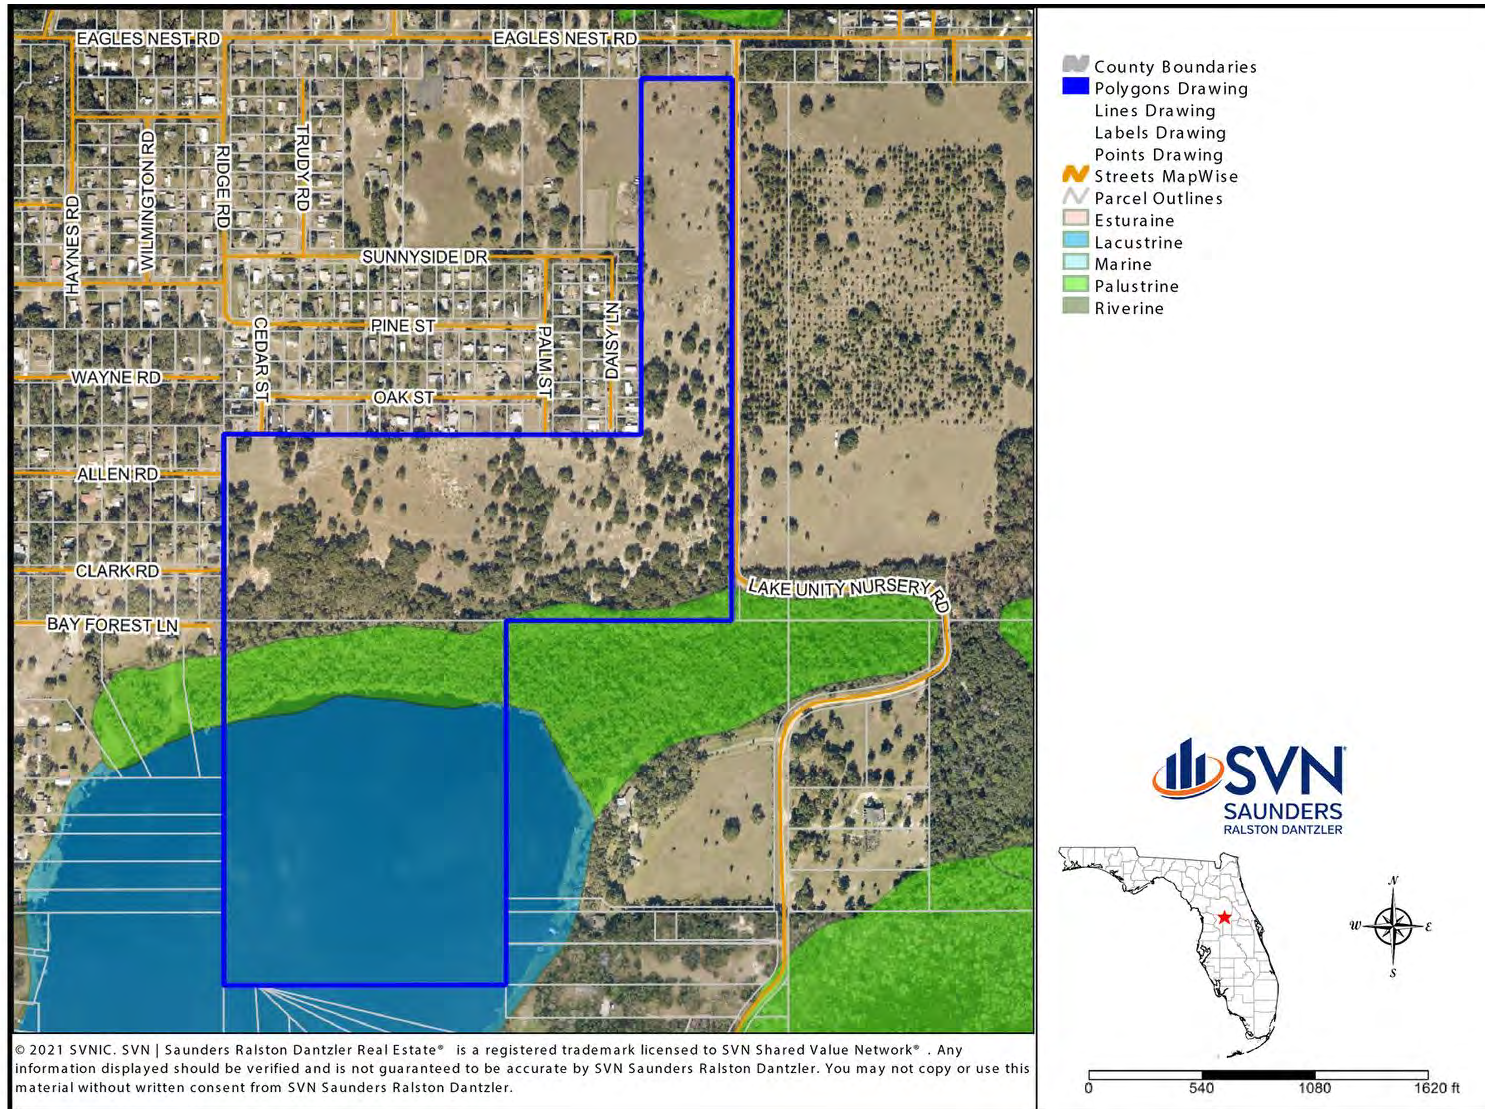 EAGLES NEST RD
EAGLES NEST RD
HAYNES RD
WILMINGTON RD
RIDGE RD
TRUDY RD
SUNNYSIDE DR
PINE ST
CEDAR ST
PALM ST
DAISY LN
WAYNE RD
OAK ST
ALLEN RD
CLARK RD
LAKE UNITY NURSERY RD
BAY FOREST LN
County Boundaries
Polygons Drawing
Lines Drawing
Labels Drawing
Points Drawing
Streets MapWise
Parcel Outlines
Esturaine
Lacustrine
Marine
Palustrine
Riverine
SVN®
SAUNDERS
RALSTON DANTZLER
N
W E
S
0 540 1080 1620 ft
© 2021 SVNIC. SVN | Saunders Ralston Dantzler Real Estate® is a registered trademark licensed to SVN Shared Value Network® . Any
information displayed should be verified and is not guaranteed to be accurate by SVN Saunders Ralston Dantzler. You may not copy or use this
material without written consent from SVN Saunders Ralston Dantzler.